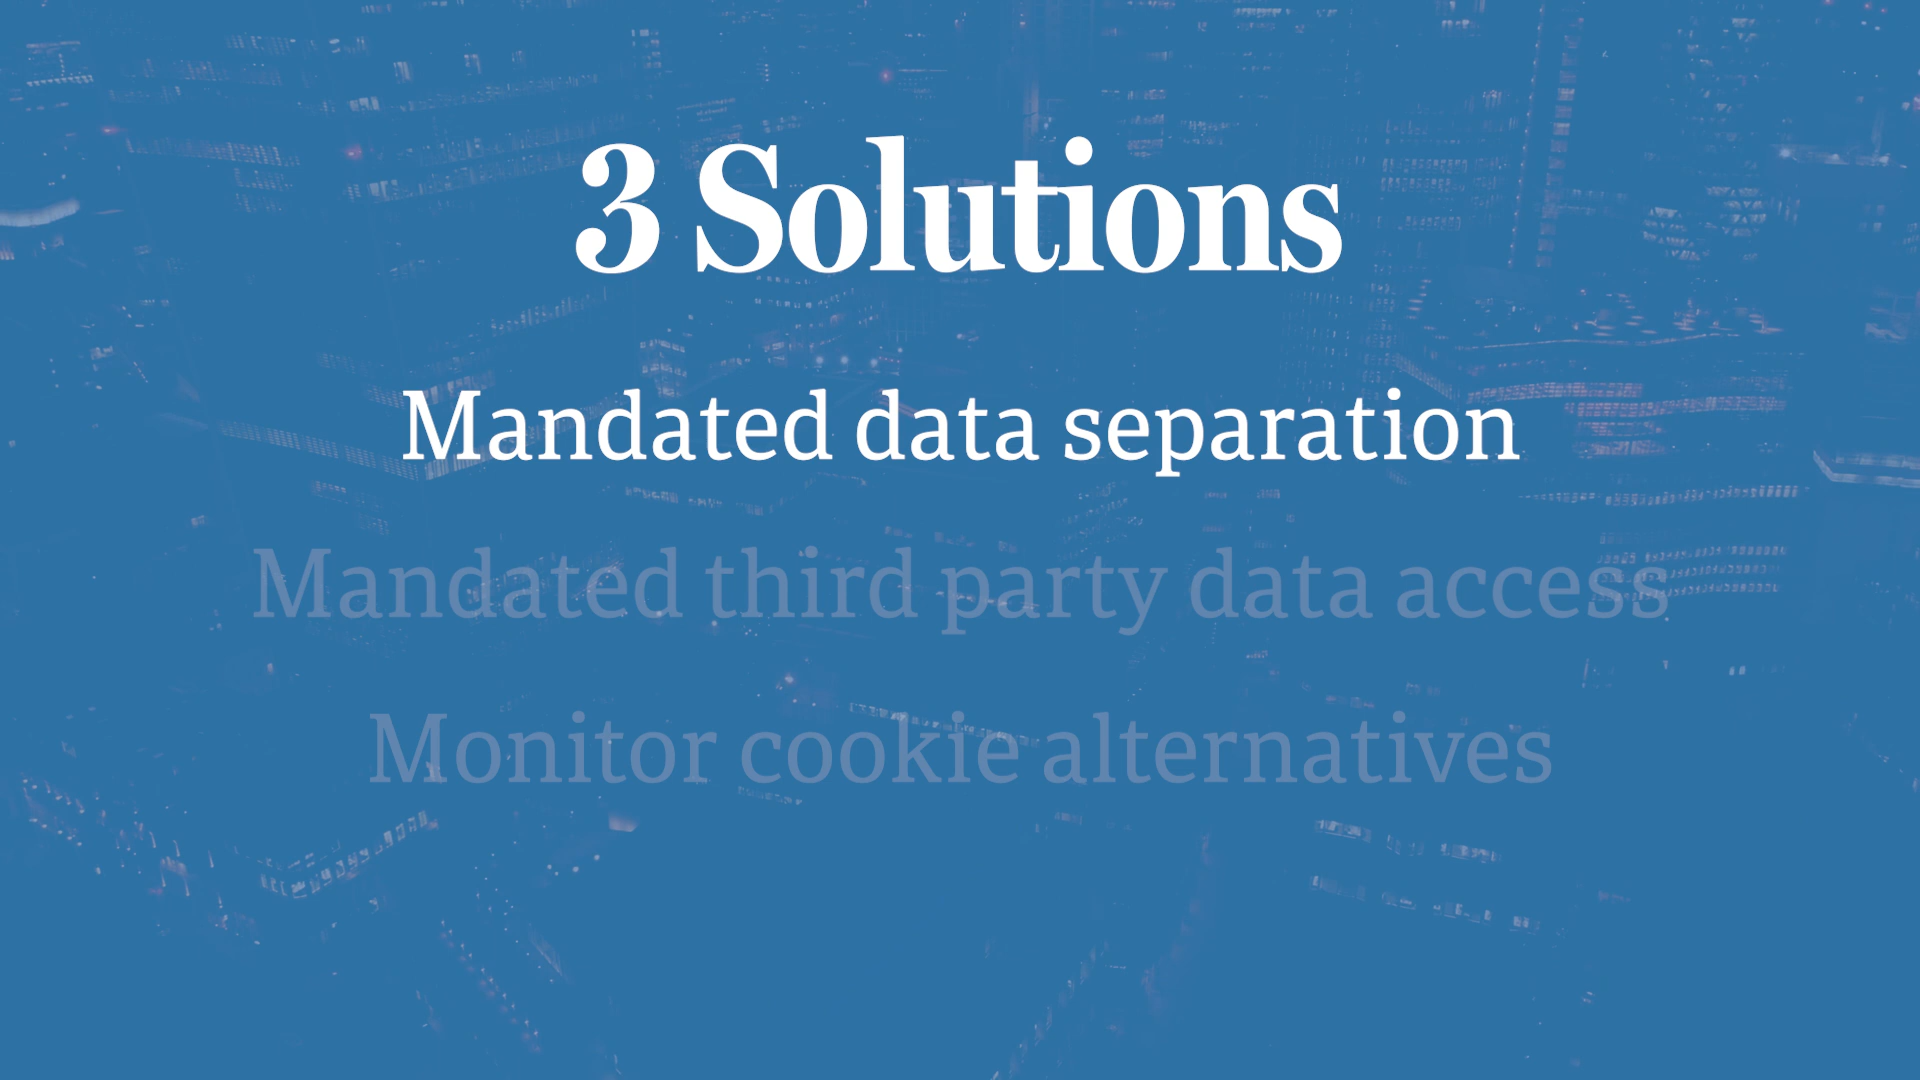 3 Solutions
Mandated data separation
Mandated third party data access
Monitor cookie alternatives